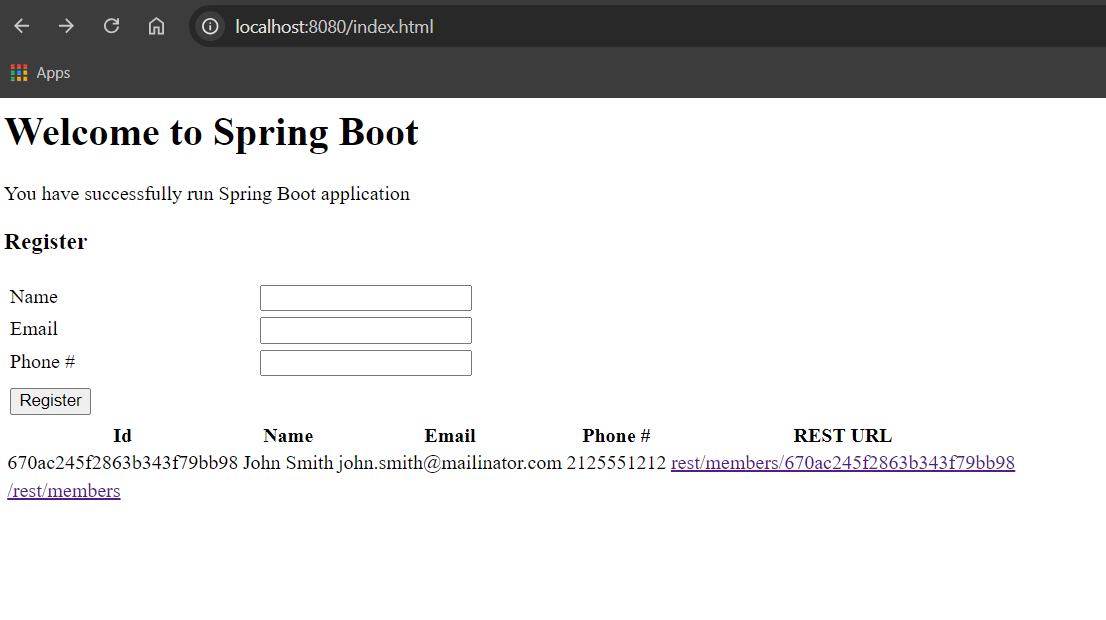 localhost:8080/index.html
Apps
Welcome to Spring Boot
You have successfully run Spring Boot application
Register
Name
Email
Phone #
Register
Id Name Email Phone # REST URL
670ac245f2863b343f79bb98 John Smith john.smith@mailinator.com 2125551212 rest/members/670ac245f2863b343f79bb98
/rest/members